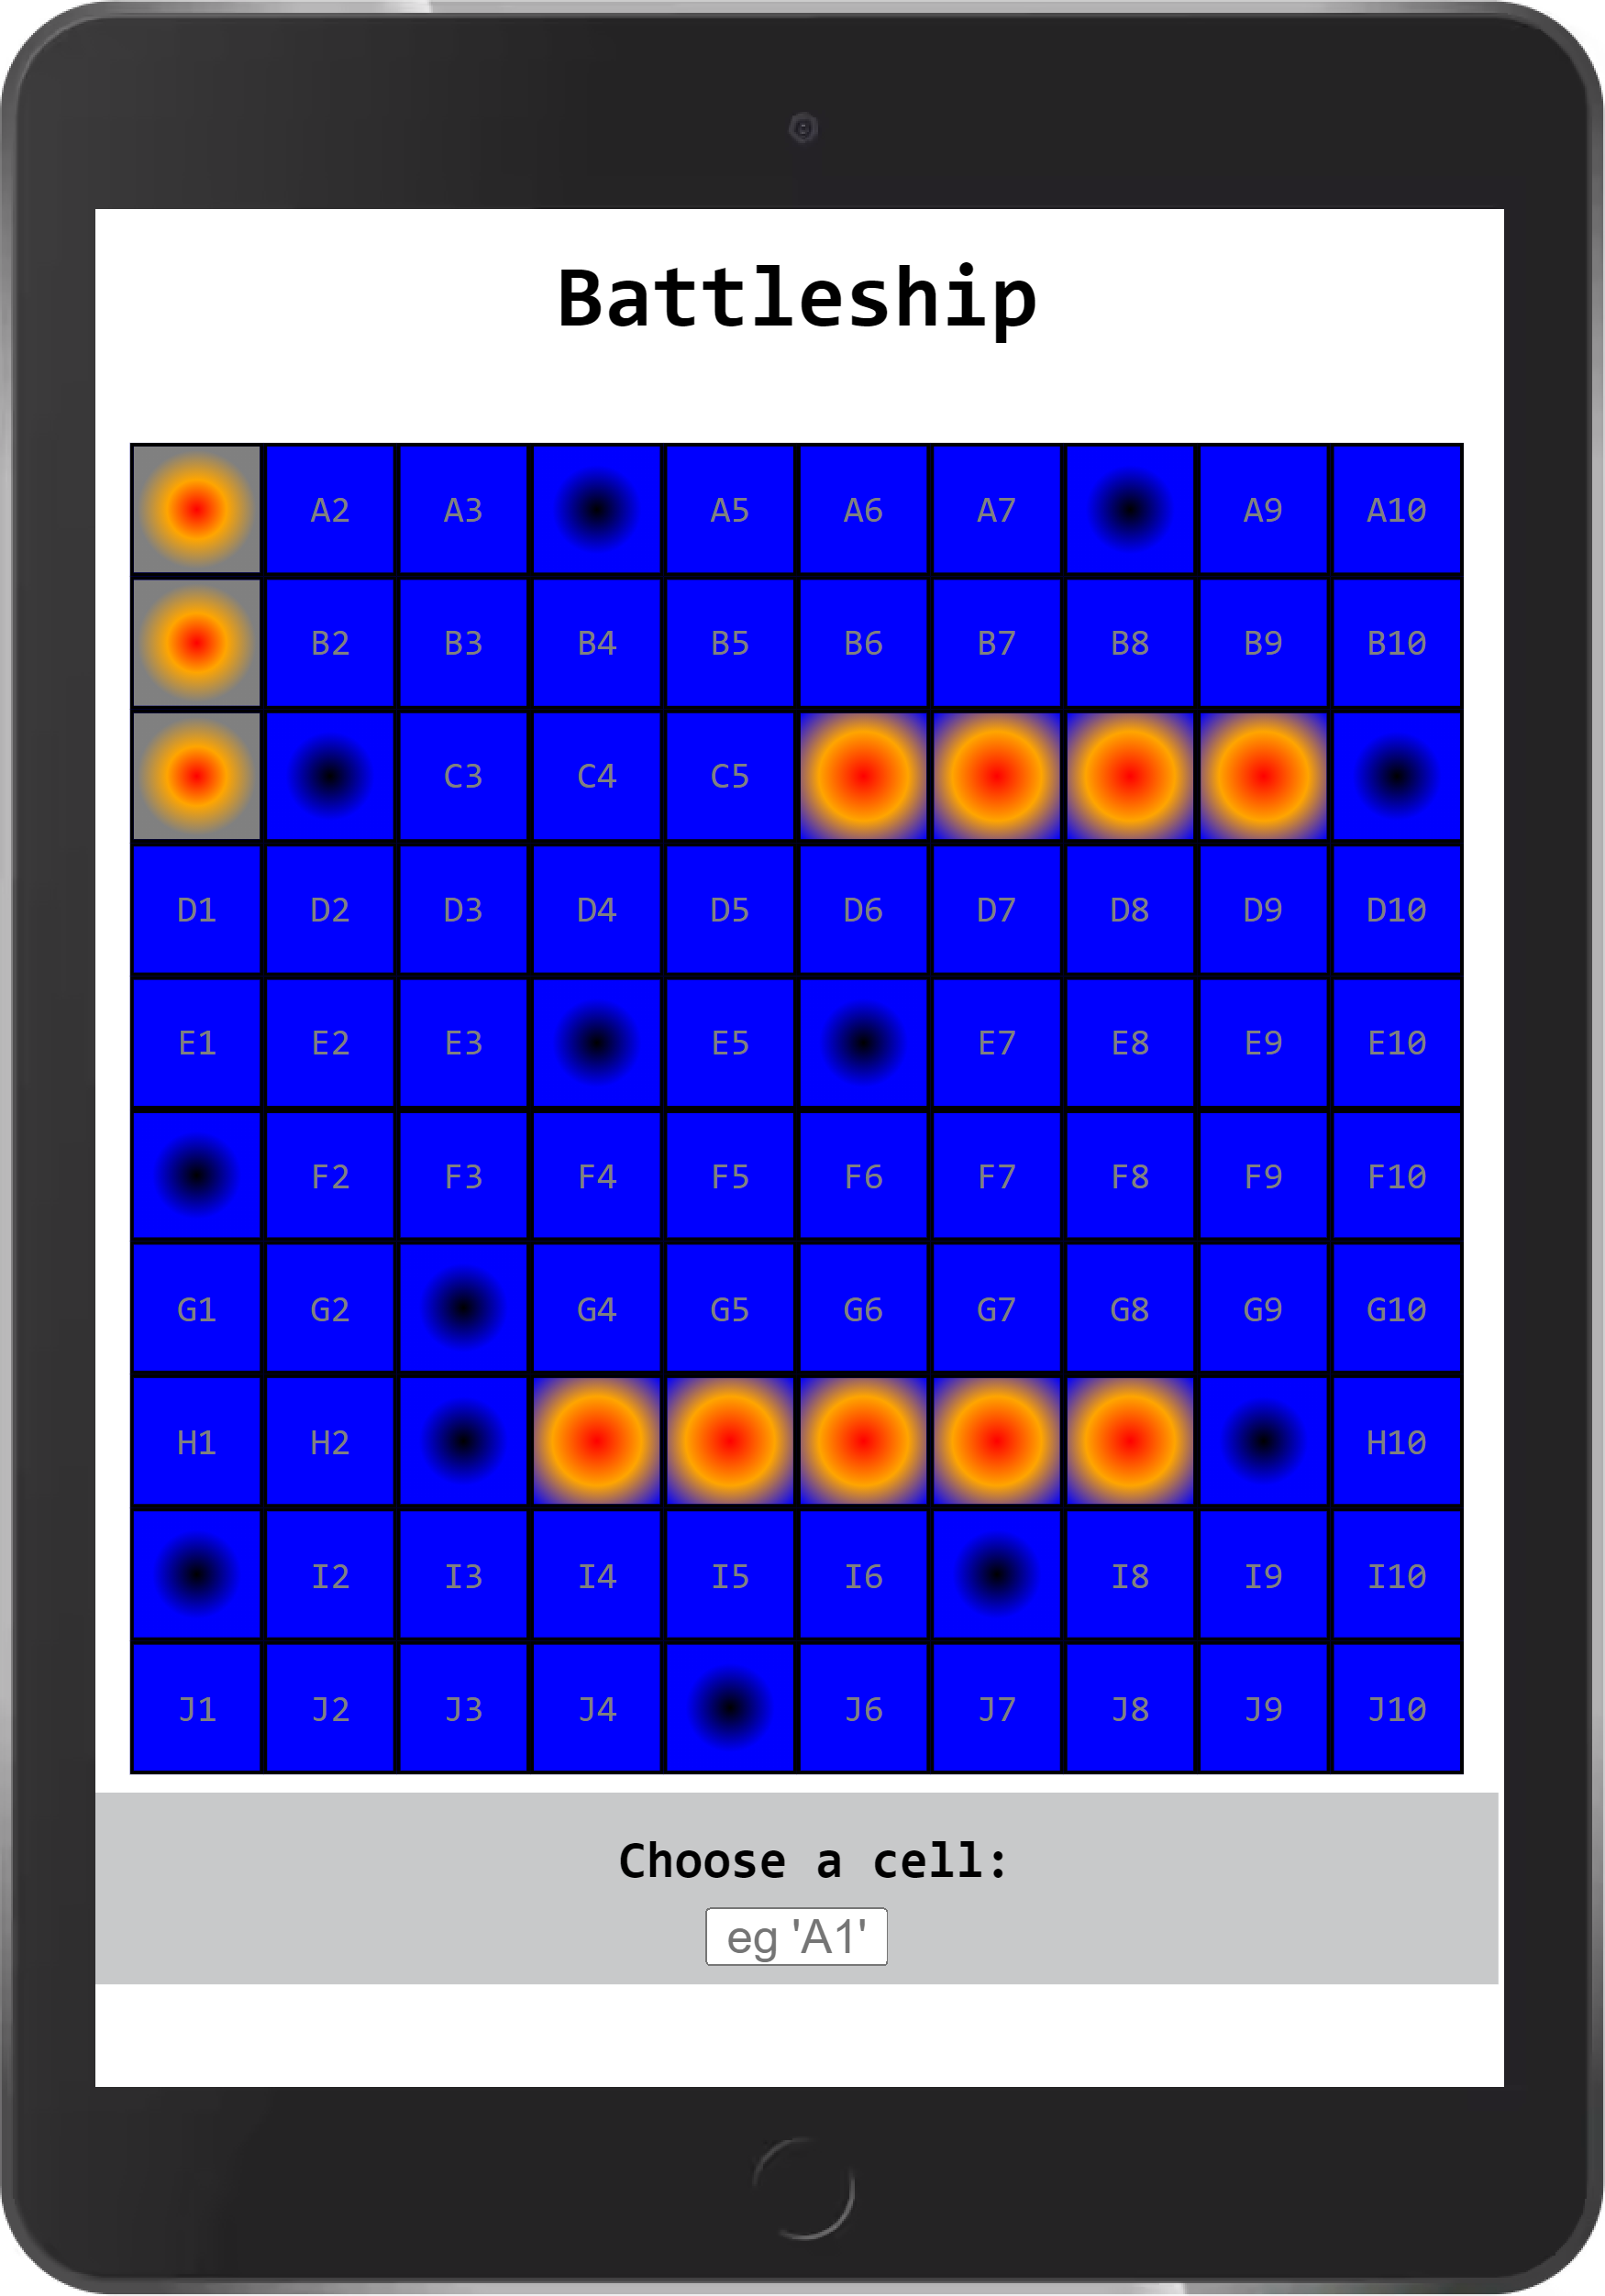 Battleship
A2 A3 A5 A6 A7 A9 A10
B2 B3 B4 B5 B6 B7 B8 B9 B10
C3 C4 C5
D1 D2 D3 D4 D5 D6 D7 D8 D9 D10
E1 E2 E3 E5 E7 E8 E9 E10
F2 F3 F4 F5 F6 F7 F8 F9 F10
G1 G2 G4 G5 G6 G7 G8 G9 G10
H1 H2 H10
I2 I3 I4 I5 I6 I8 I9 I10
J1 J2 J3 J4 J6 J7 J8 J9 J10
Choose a cell:
eg 'A1'